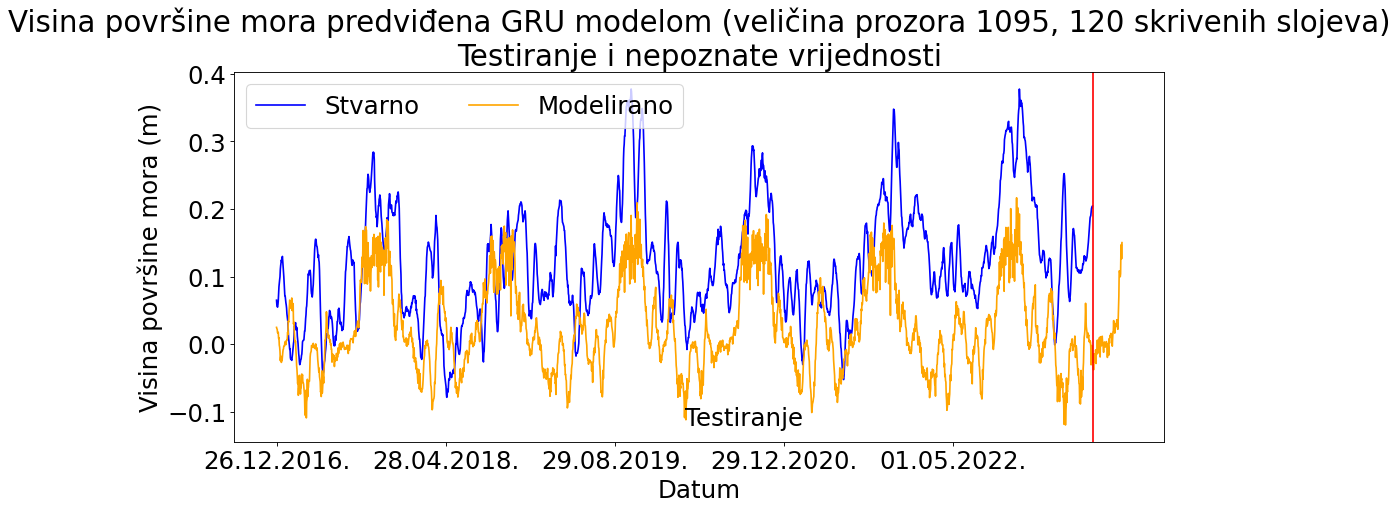 Visina površine mora predviđena GRU modelom (veličina prozora 1095, 120 skrivenih slojeva)
Testiranje i nepoznate vrijednosti
Stvarno Modelirano
Visina površine mora (m)
0.4
0.3
0.2
0.1
0.0
−0.1
Testiranje
26.12.2016. 28.04.2018. 29.08.2019. 29.12.2020. 01.05.2022.
Datum